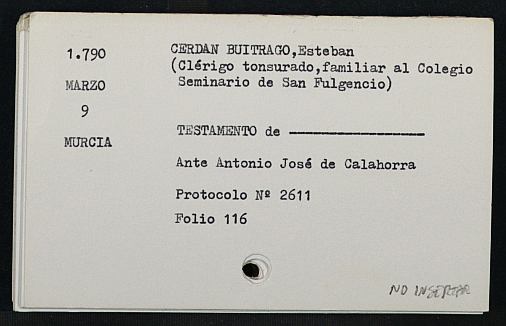 1.790
MARZO
9
MURCIA
CERDAN BUITRAGO,Esteban
(Clérigo tonsurado,familiar al Colegio
Seminario de San Fulgencio)
TESTAMENTO de ————————
Ante Antonio José de Calahorra
Protocolo Nº 2611
Folio 116
NO INSERTAR